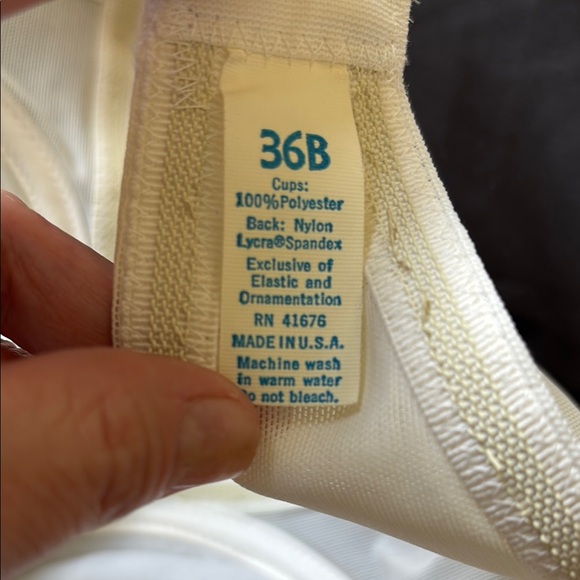 36B
Cups:
100%Polyester
Back: Nylon
Lycra®Spandex
Exclusive of
Elastic and
Ornamentation
RN 41676
MADE IN U.S.A.
Machine wash
in warm water
Do not bleach.